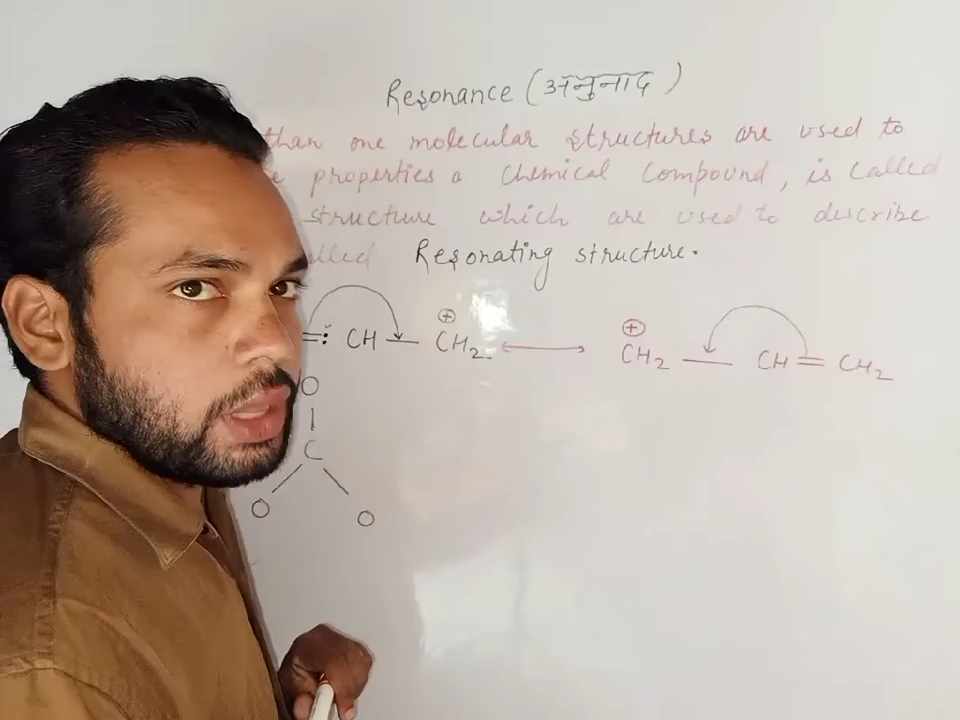 Resonance (अनुनाद)
than one molecular structures are used to
properties a chemical compound, is called
structure which are used to describe
Resonating structure.
= CH — CH₂ ⊕ ⟷ ⊕ CH₂ — CH = CH₂
O
C
O O